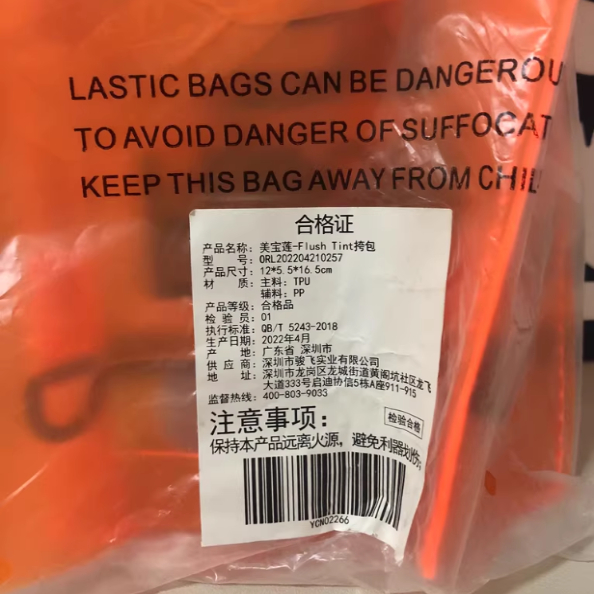 LASTIC BAGS CAN BE DANGEROU
TO AVOID DANGER OF SUFFOCAT
KEEP THIS BAG AWAY FROM CHIL
合格证
产品名称：美宝莲-Flush Tint挎包
型 号：ORL202204210257
产品尺寸：12*5.5*16.5cm
材 质：主料：TPU
辅料：PP
产品等级：合格品
检 验 员：01
执行标准：QB/T 5243-2018
生产日期：2022年4月
产 地：广东省 深圳市
供 应 商：深圳市骏飞实业有限公司
地 址：深圳市龙岗区龙城街道黄阁坑社区龙飞
大道333号启迪协信5栋A座911-915
监督热线：400-803-9033
检验合格
注意事项：
保持本产品远离火源，避免利器划伤。
YCN02266